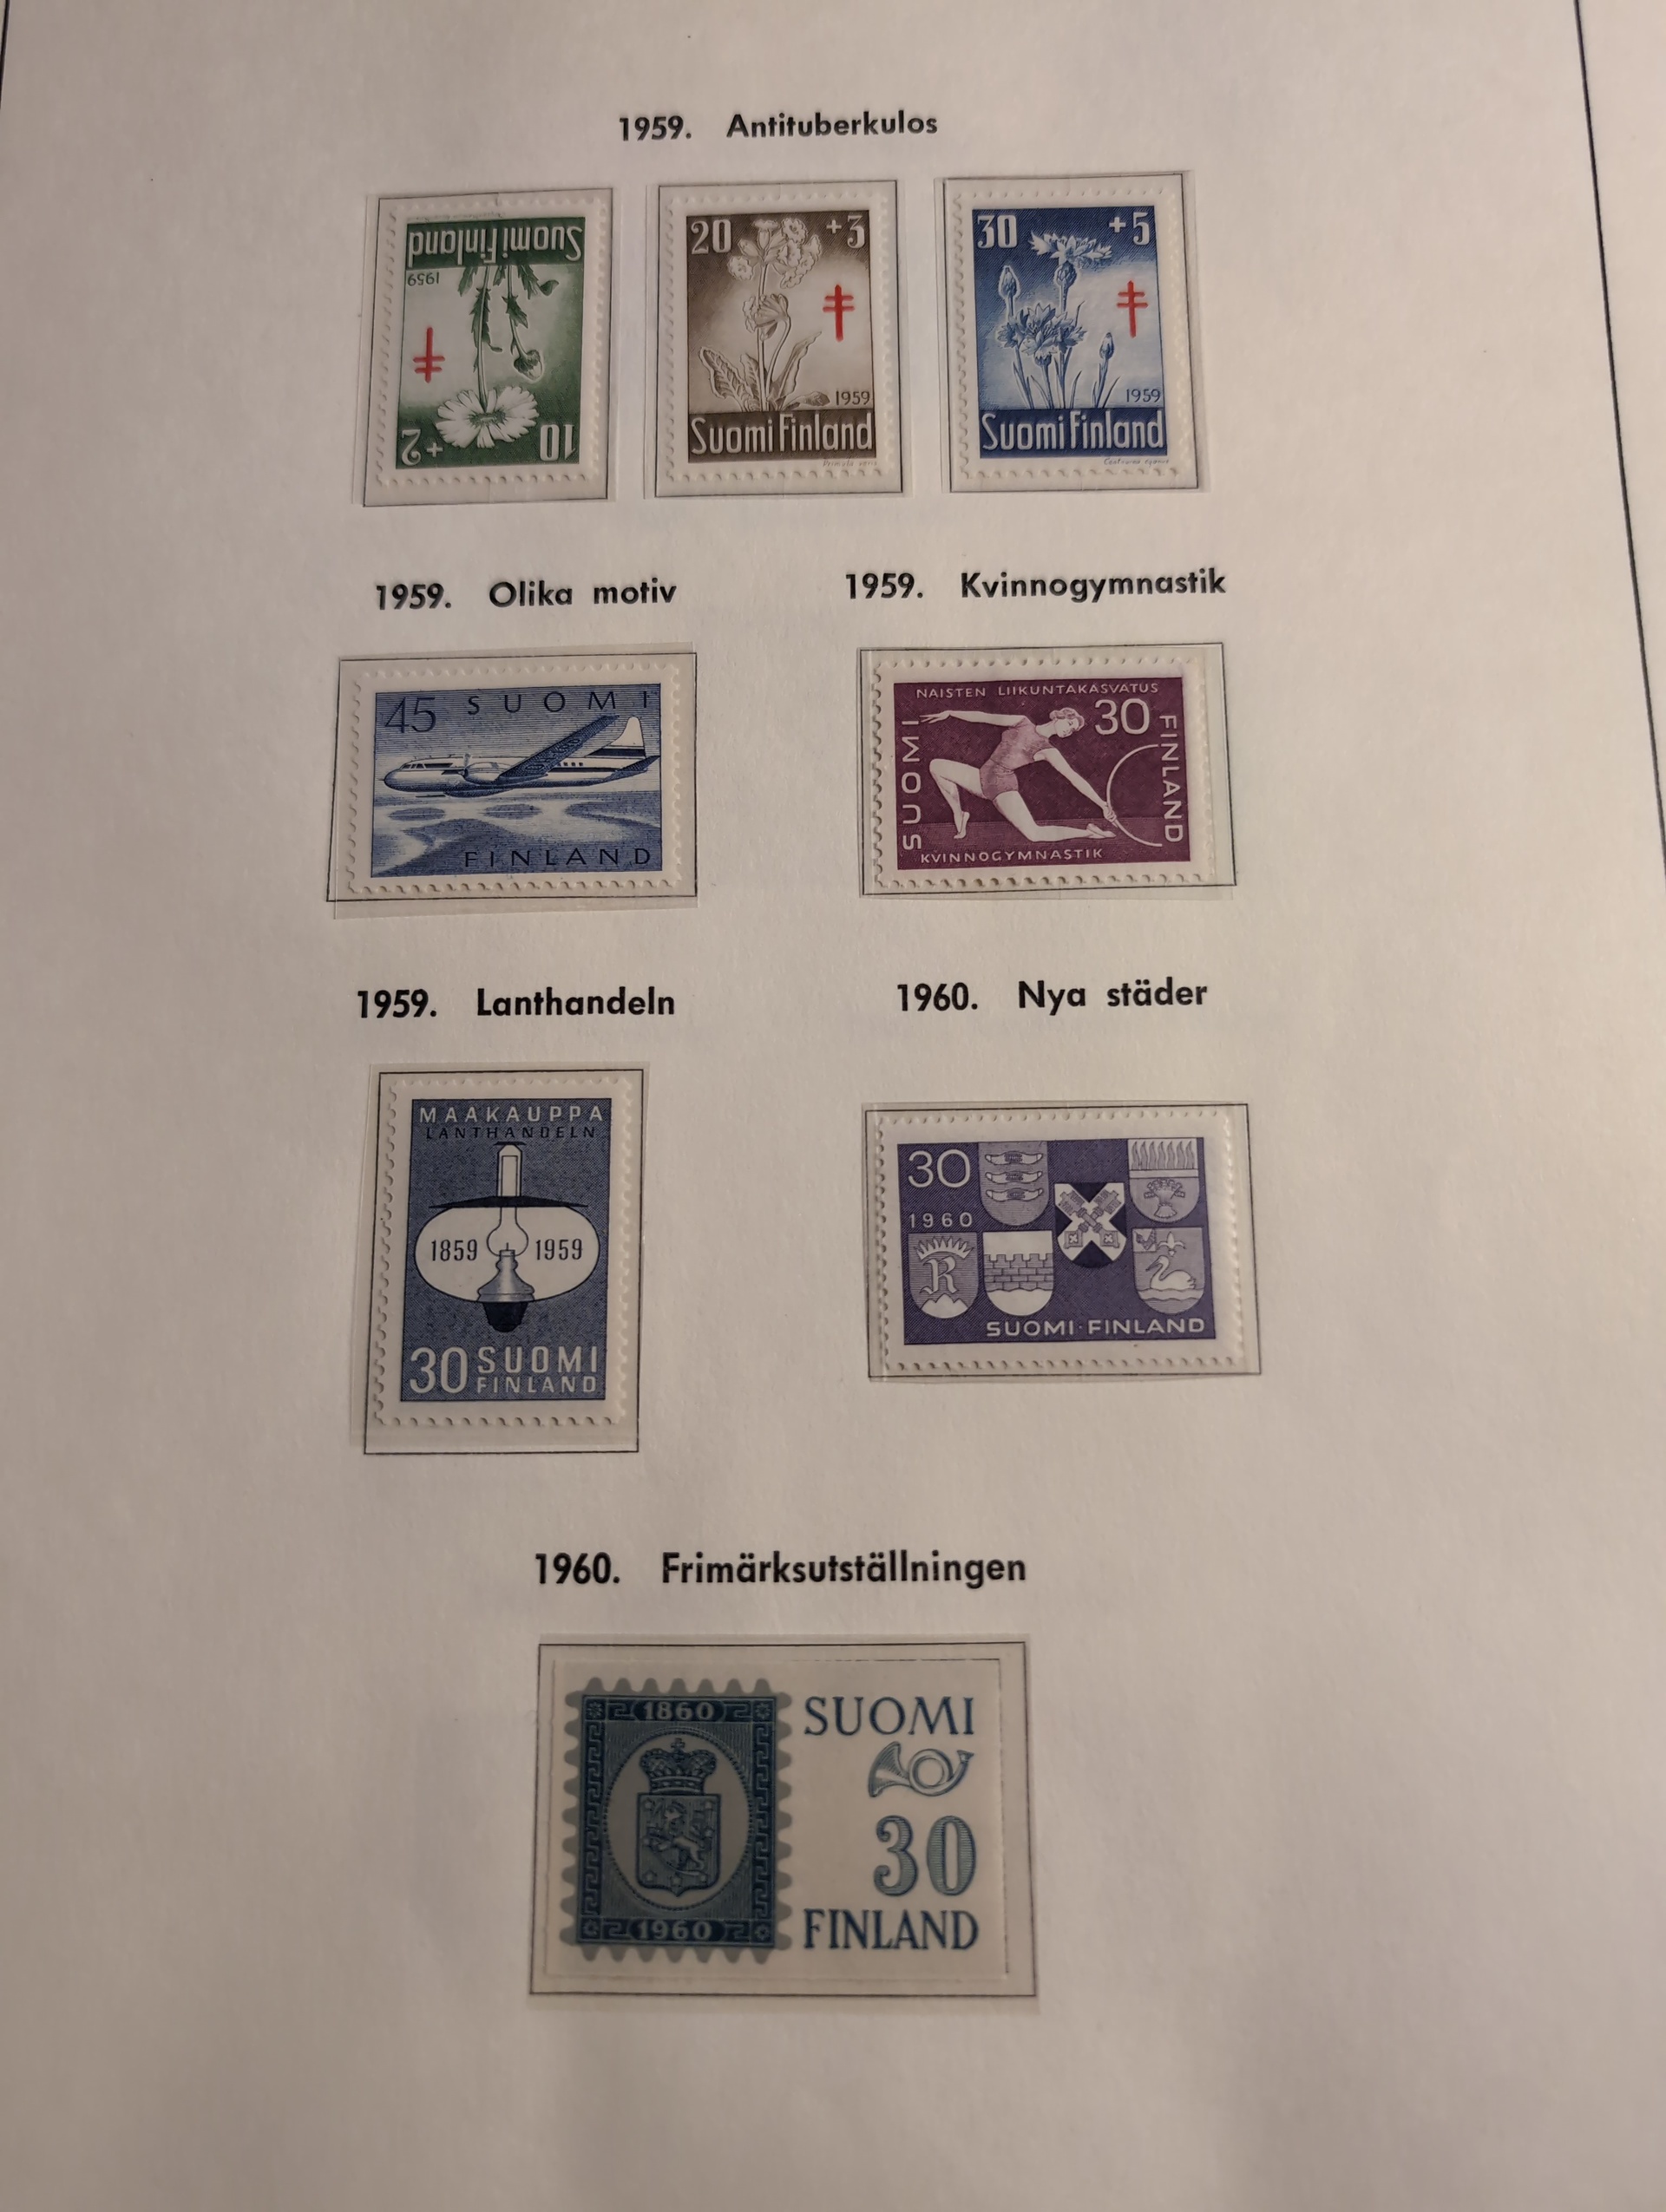 1959. Antituberkulos
10 +2
1959
Suomi Finland
20 +3
1959
Suomi Finland
30 +5
1959
Suomi Finland
1959. Olika motiv
45 SUOMI
FINLAND
1959. Kvinnogymnastik
NAISTEN LIIKUNTAKASVATUS
30
SUOMI
FINLAND
KVINNOGYMNASTIK
1959. Lanthandeln
MAAKAUPPA
LANTHANDELN
1859 1959
30 SUOMI
FINLAND
1960. Nya städer
30
1960
R
SUOMI·FINLAND
1960. Frimärksutställningen
1860
1960
SUOMI
30
FINLAND